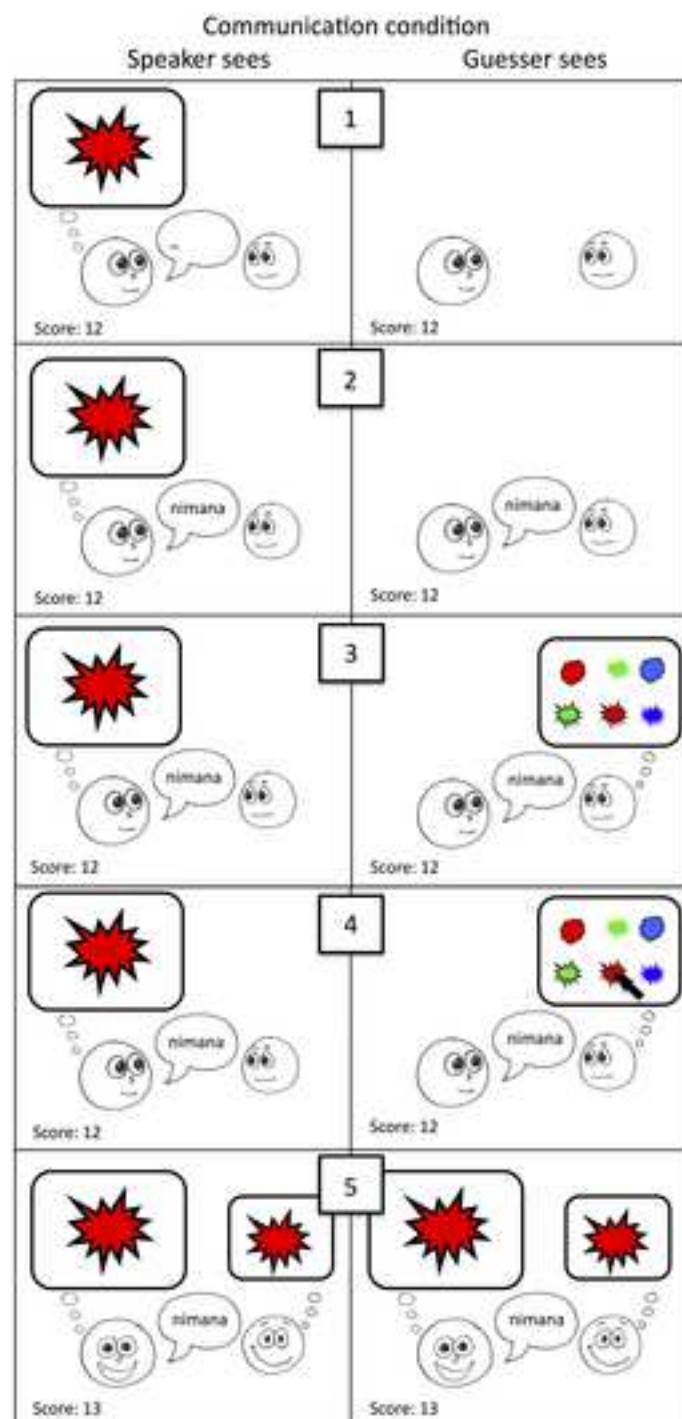 Communication condition
Speaker sees Guesser sees
1
Score: 12 Score: 12
2
nimana nimana
Score: 12 Score: 12
3
nimana nimana
Score: 12 Score: 12
4
nimana nimana
Score: 12 Score: 12
5
nimana nimana
Score: 13 Score: 13